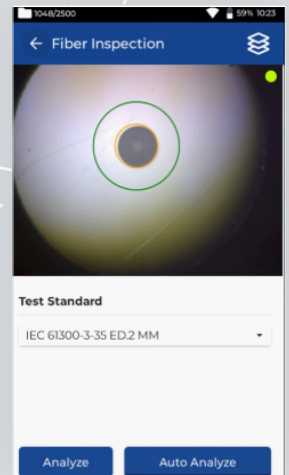 1048/2500 59% 10:23
Fiber Inspection
Test Standard
IEC 61300-3-35 ED.2 MM
Analyze Auto Analyze